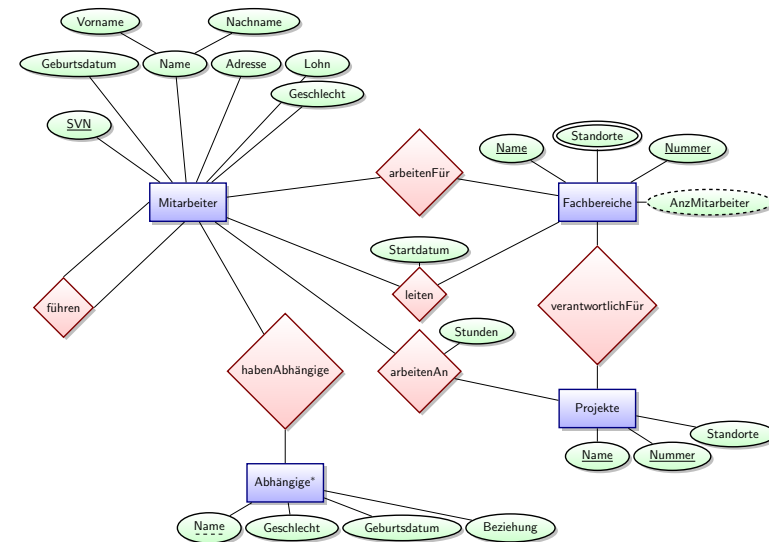 Vorname
Nachname
Geburtsdatum
Name
Adresse
Lohn
Geschlecht
SVN
Standorte
Name
Nummer
arbeitenFür
Mitarbeiter
Fachbereiche
AnzMitarbeiter
Startdatum
leiten
führen
verantwortlichFür
Stunden
habenAbhängige
arbeitenAn
Projekte
Standorte
Name
Nummer
Abhängige*
Name
Geschlecht
Geburtsdatum
Beziehung